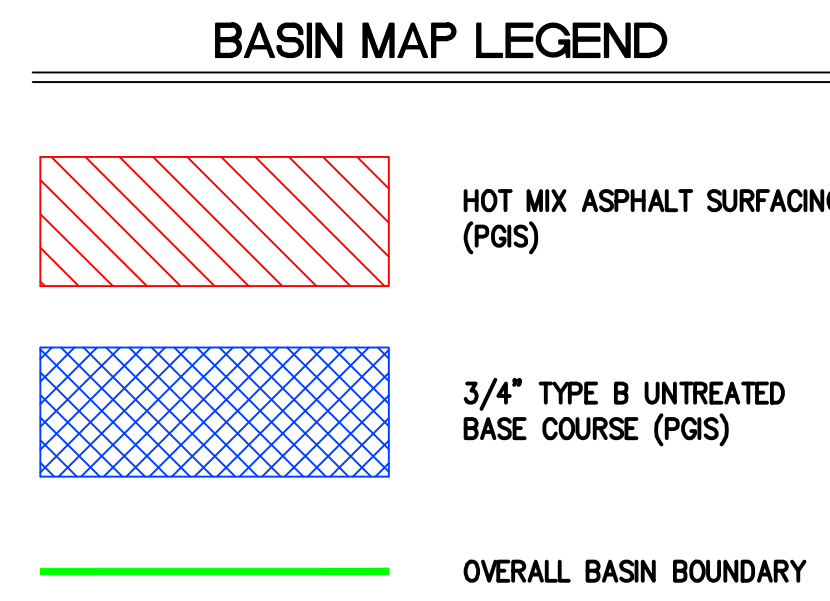 BASIN MAP LEGEND
HOT MIX ASPHALT SURFACING
(PGIS)
3/4" TYPE B UNTREATED
BASE COURSE (PGIS)
OVERALL BASIN BOUNDARY